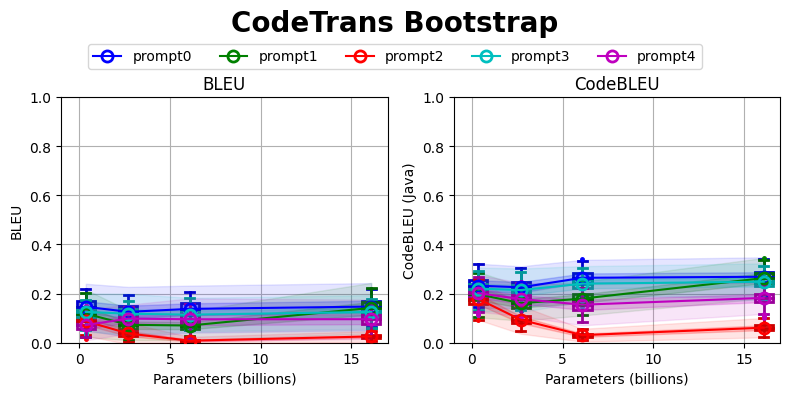 CodeTrans Bootstrap
prompt0 prompt1 prompt2 prompt3 prompt4
BLEU CodeBLEU
1.0 1.0
0.8 0.8
0.6 0.6
0.4 0.4
0.2 0.2
0.0 0.0
BLEU
CodeBLEU (Java)
0 5 10 15 0 5 10 15
Parameters (billions) Parameters (billions)